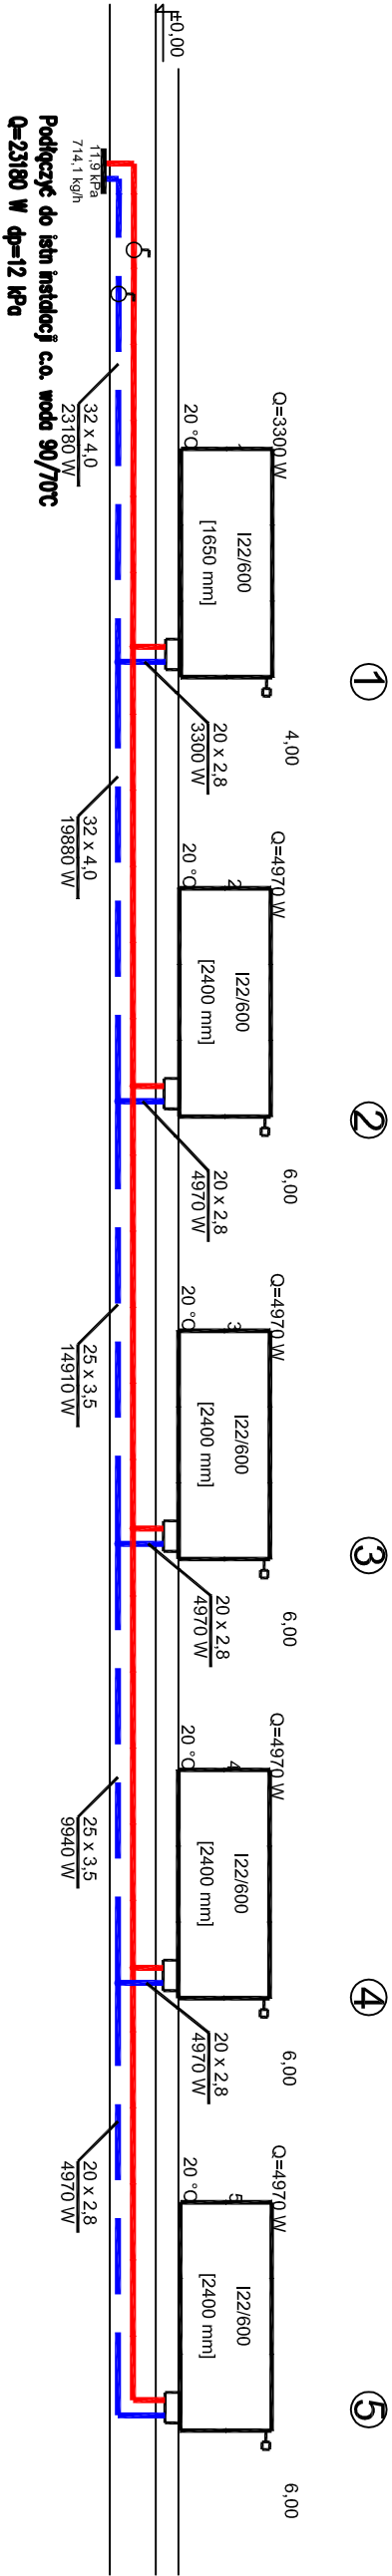 ±0,00
11,9 kPa
714,1 kg/h
Podłączyć do istn instalacji c.o. woda 90/70°C
Q=23180 W dp=12 kPa
32 x 4,0
23180 W
Q=3300 W
1
20 °C
I22/600
[1650 mm]
1
4,00
20 x 2,8
3300 W
32 x 4,0
19880 W
Q=4970 W
2
20 °C
I22/600
[2400 mm]
2
6,00
20 x 2,8
4970 W
25 x 3,5
14910 W
Q=4970 W
3
20 °C
I22/600
[2400 mm]
3
6,00
20 x 2,8
4970 W
25 x 3,5
9940 W
Q=4970 W
4
20 °C
I22/600
[2400 mm]
4
6,00
20 x 2,8
4970 W
20 x 2,8
4970 W
Q=4970 W
5
20 °C
I22/600
[2400 mm]
5
6,00